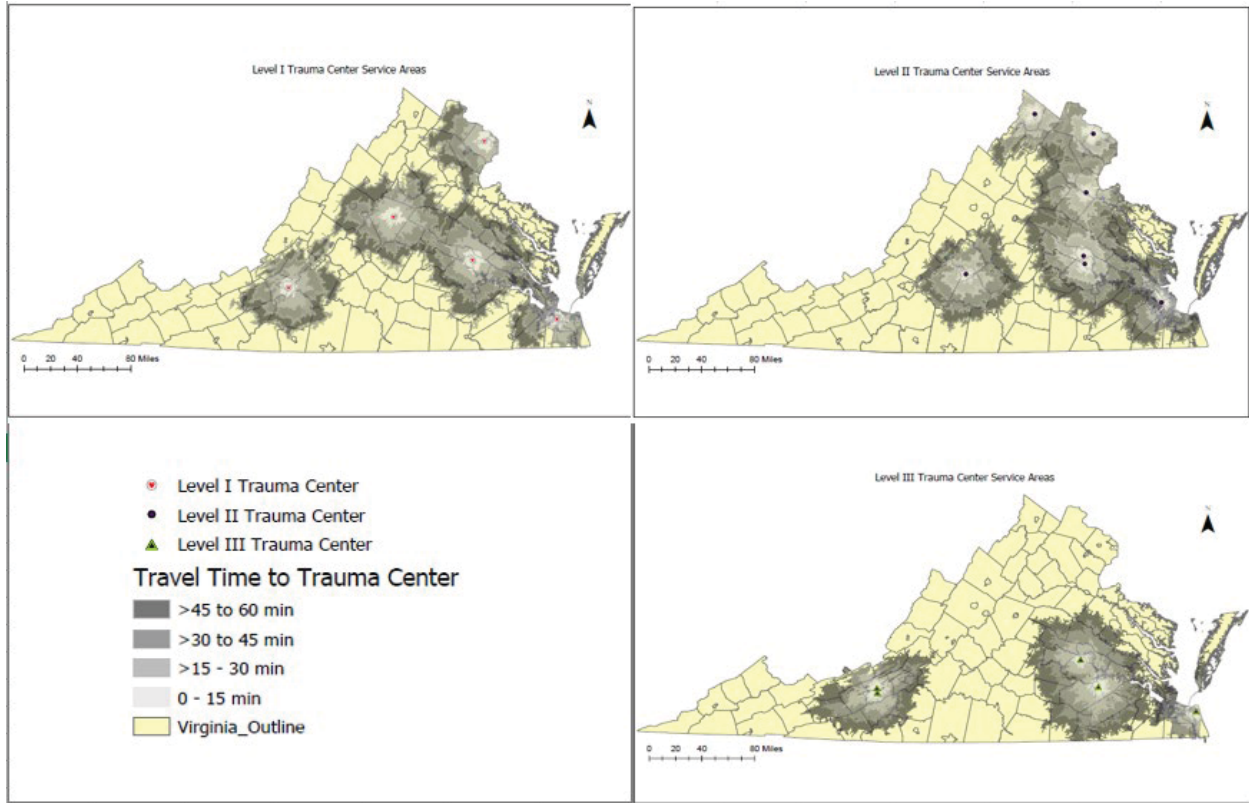 Level I Trauma Center Service Areas
N
0 20 40 80 Miles
Level II Trauma Center Service Areas
N
0 20 40 80 Miles
Level I Trauma Center
Level II Trauma Center
Level III Trauma Center
Travel Time to Trauma Center
>45 to 60 min
>30 to 45 min
>15 - 30 min
0 - 15 min
Virginia_Outline
Level III Trauma Center Service Areas
N
0 20 40 80 Miles